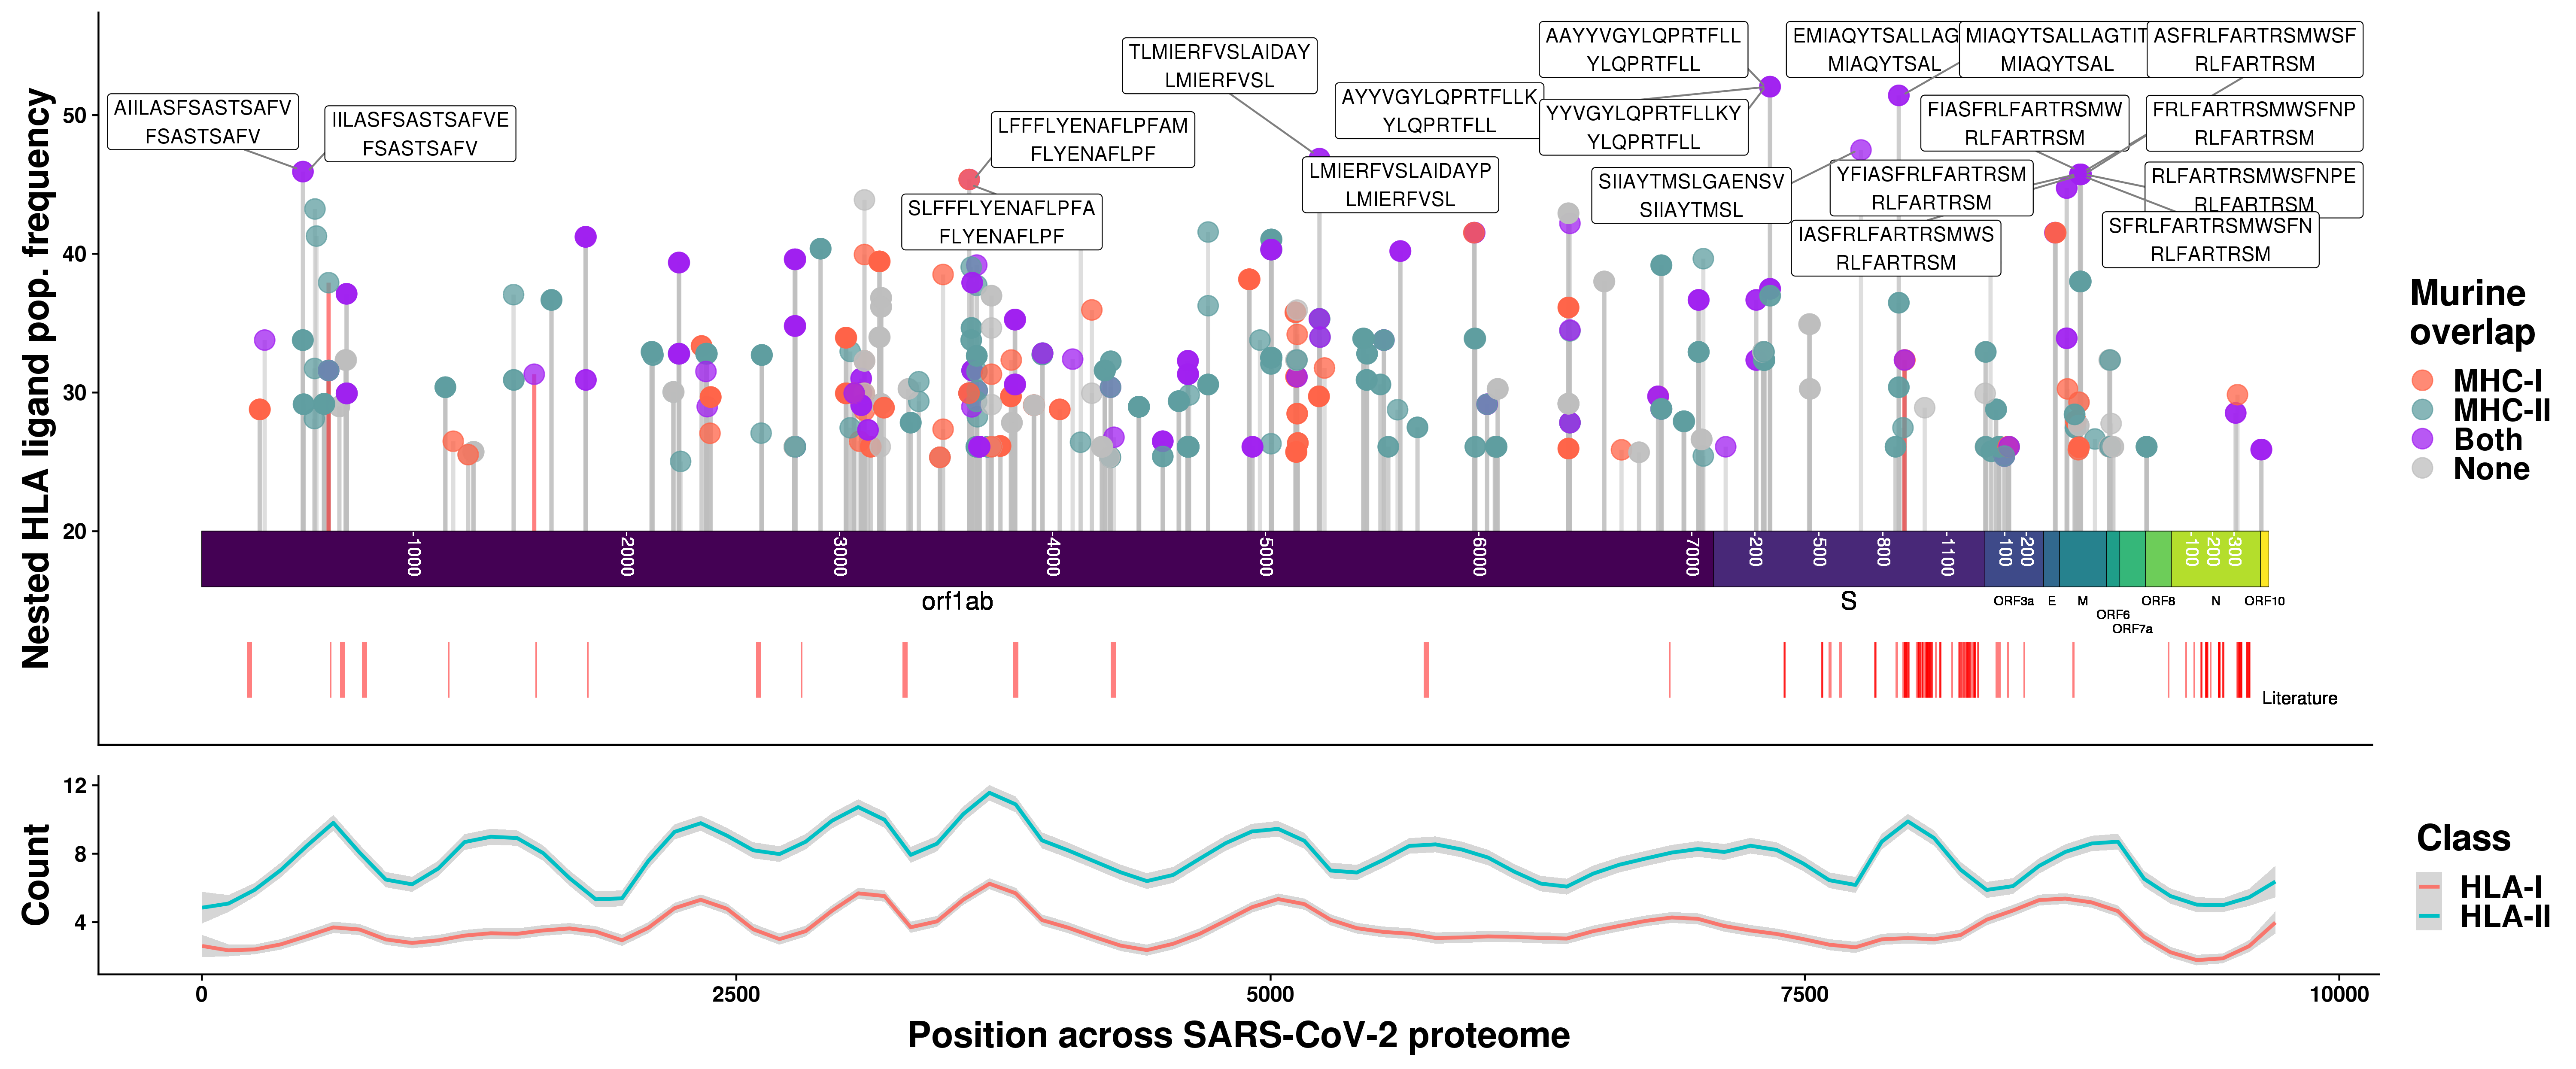 Nested HLA ligand pop. frequency
50
40
30
20
AIILASFSASTSAFV
FSASTSAFV
IILASFSASTSAFVE
FSASTSAFV
LFFFLYENAFLPFAM
FLYENAFLPF
SLFFFLYENAFLPFA
FLYENAFLPF
TLMIERFVSLAIDAY
LMIERFVSL
LMIERFVSLAIDAYP
LMIERFVSL
AYYVGYLQPRTFLLK
YLQPRTFLL
AAYYVGYLQPRTFLL
YLQPRTFLL
YYVGYLQPRTFLLKY
YLQPRTFLL
SIIAYTMSLGAENSV
SIIAYTMSL
EMIAQYTSALLAG
MIAQYTSAL
MIAQYTSALLAGTIT
MIAQYTSAL
ASFRLFARTRSMWSF
RLFARTRSM
FIASFRLFARTRSMW
RLFARTRSM
FRLFARTRSMWSFNP
RLFARTRSM
YFIASFRLFARTRSM
RLFARTRSM
RLFARTRSMWSFNPE
RLFARTRSM
IASFRLFARTRSMWS
RLFARTRSM
SFRLFARTRSMWSFN
RLFARTRSM
1000
2000
3000
4000
5000
6000
7000
200
500
800
1100
100
200
100
200
300
orf1ab
S
ORF3a
E
M
ORF6
ORF7a
ORF8
N
ORF10
Literature
Murine
overlap
MHC-I
MHC-II
Both
None
Count
12
8
4
0
2500
5000
7500
10000
Position across SARS-CoV-2 proteome
Class
HLA-I
HLA-II